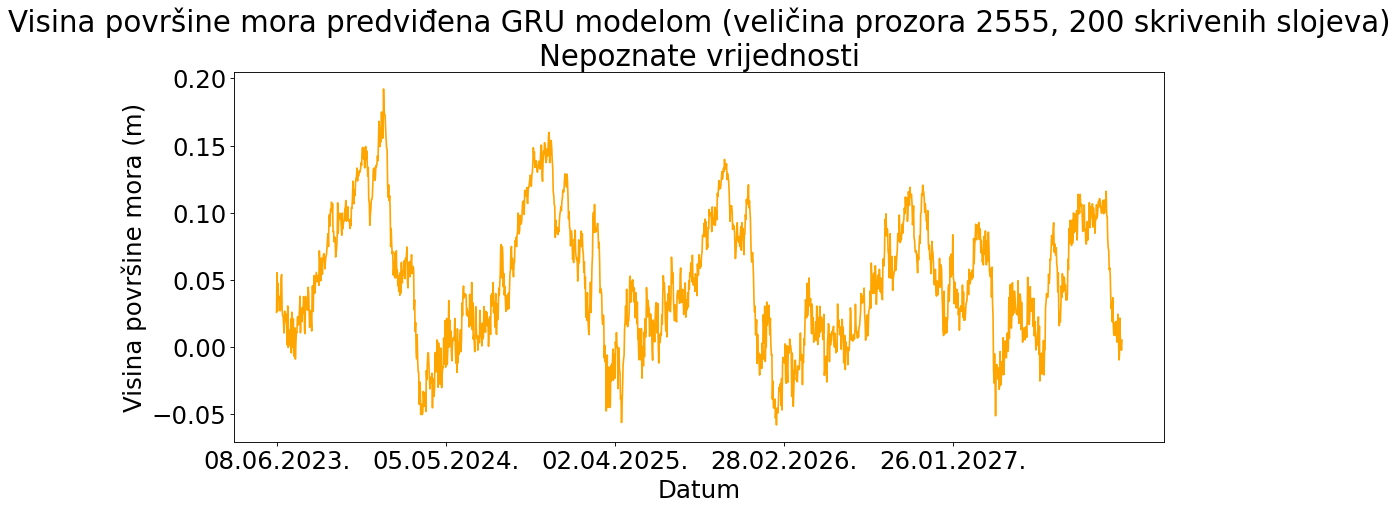 Visina površine mora predviđena GRU modelom (veličina prozora 2555, 200 skrivenih slojeva)
Nepoznate vrijednosti
0.20
0.15
0.10
0.05
0.00
−0.05
Visina površine mora (m)
08.06.2023. 05.05.2024. 02.04.2025. 28.02.2026. 26.01.2027.
Datum